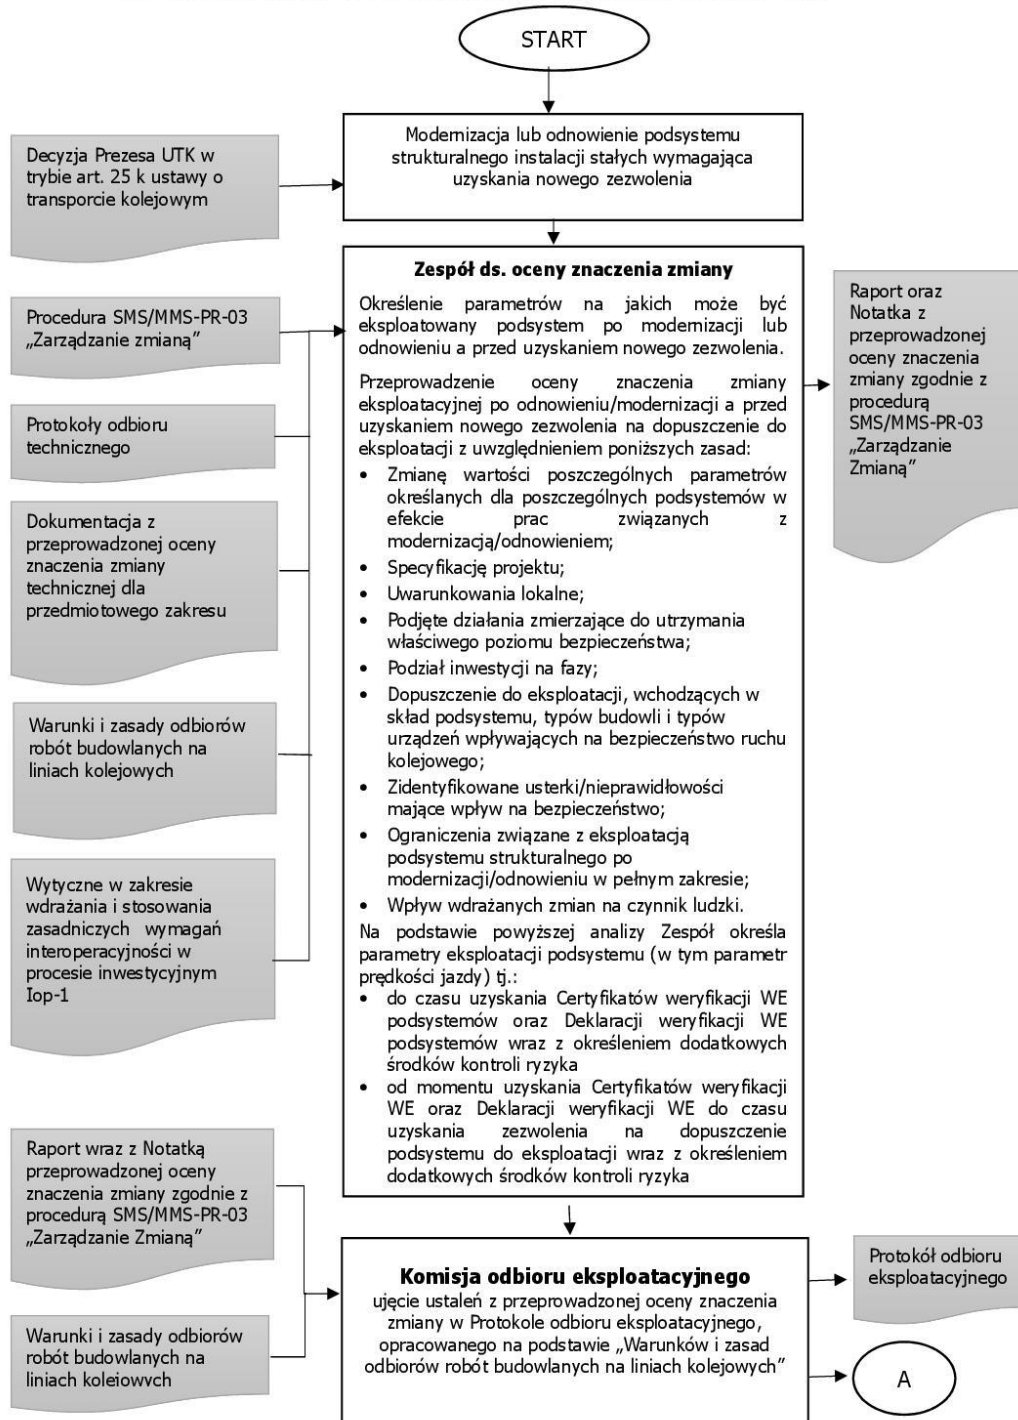 START
Decyzja Prezesa UTK w
trybie art. 25 k ustawy o
transporcie kolejowym
Modernizacja lub odnowienie podsystemu
strukturalnego instalacji stałych wymagająca
uzyskania nowego zezwolenia
Procedura SMS/MMS-PR-03
„Zarządzanie zmianą”
Protokoły odbioru
technicznego
Dokumentacja z
przeprowadzonej oceny
znaczenia zmiany
technicznej dla
przedmiotowego zakresu
Warunki i zasady odbiorów
robót budowlanych na
liniach kolejowych
Wytyczne w zakresie
wdrażania i stosowania
zasadniczych wymagań
interoperacyjności w
procesie inwestycyjnym
Iop-1
Zespół ds. oceny znaczenia zmiany
Określenie parametrów na jakich może być
eksploatowany podsystem po modernizacji lub
odnowieniu a przed uzyskaniem nowego zezwolenia.
Przeprowadzenie oceny znaczenia zmiany
eksploatacyjnej po odnowieniu/modernizacji a przed
uzyskaniem nowego zezwolenia na dopuszczenie do
eksploatacji z uwzględnieniem poniższych zasad:
• Zmianę wartości poszczególnych parametrów
określanych dla poszczególnych podsystemów w
efekcie prac związanych z
modernizacją/odnowieniem;
• Specyfikację projektu;
• Uwarunkowania lokalne;
• Podjęte działania zmierzające do utrzymania
właściwego poziomu bezpieczeństwa;
• Podział inwestycji na fazy;
• Dopuszczenie do eksploatacji, wchodzących w
skład podsystemu, typów budowli i typów
urządzeń wpływających na bezpieczeństwo ruchu
kolejowego;
• Zidentyfikowane usterki/nieprawidłowości
mające wpływ na bezpieczeństwo;
• Ograniczenia związane z eksploatacją
podsystemu strukturalnego po
modernizacji/odnowieniu w pełnym zakresie;
• Wpływ wdrażanych zmian na czynnik ludzki.
Na podstawie powyższej analizy Zespół określa
parametry eksploatacji podsystemu (w tym parametr
prędkości jazdy) tj.:
• do czasu uzyskania Certyfikatów weryfikacji WE
podsystemów oraz Deklaracji weryfikacji WE
podsystemów wraz z określeniem dodatkowych
środków kontroli ryzyka
• od momentu uzyskania Certyfikatów weryfikacji
WE oraz Deklaracji weryfikacji WE do czasu
uzyskania zezwolenia na dopuszczenie
podsystemu do eksploatacji wraz z określeniem
dodatkowych środków kontroli ryzyka
Raport oraz
Notatka z
przeprowadzonej
oceny znaczenia
zmiany zgodnie z
procedurą
SMS/MMS-PR-03
„Zarządzanie
Zmianą”
Raport wraz z Notatką
przeprowadzonej oceny
znaczenia zmiany zgodnie z
procedurą SMS/MMS-PR-03
„Zarządzanie Zmianą”
Warunki i zasady odbiorów
robót budowlanych na
liniach kolejowych
Komisja odbioru eksploatacyjnego
ujęcie ustaleń z przeprowadzonej oceny znaczenia
zmiany w Protokole odbioru eksploatacyjnego,
opracowanego na podstawie „Warunków i zasad
odbiorów robót budowlanych na liniach kolejowych”
Protokół odbioru
eksploatacyjnego
A